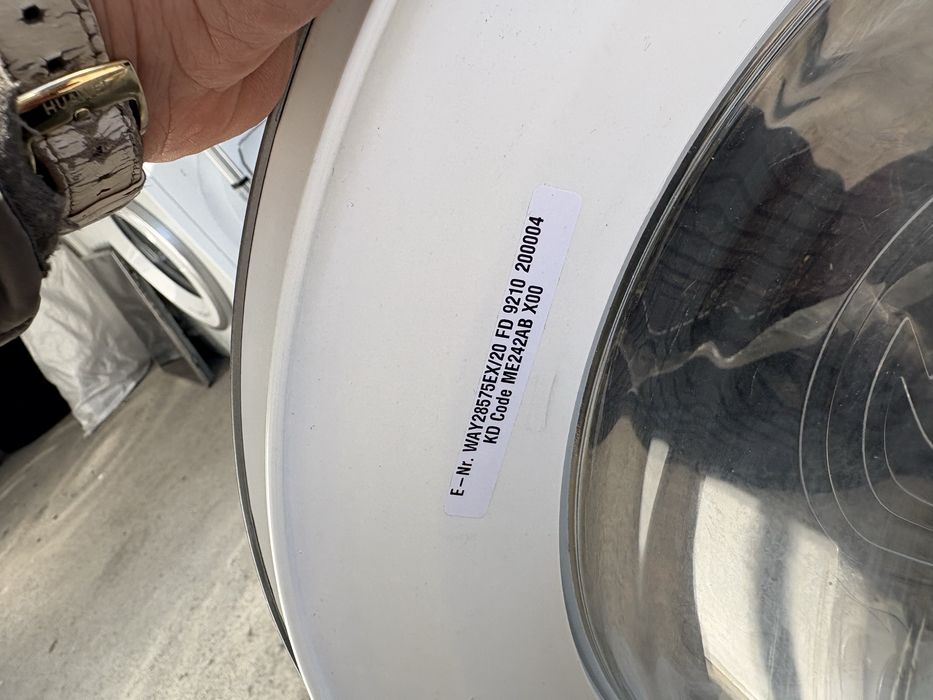 E-Nr. WAY28575EX/20 FD 9210 200004
KD Code ME242AB X00